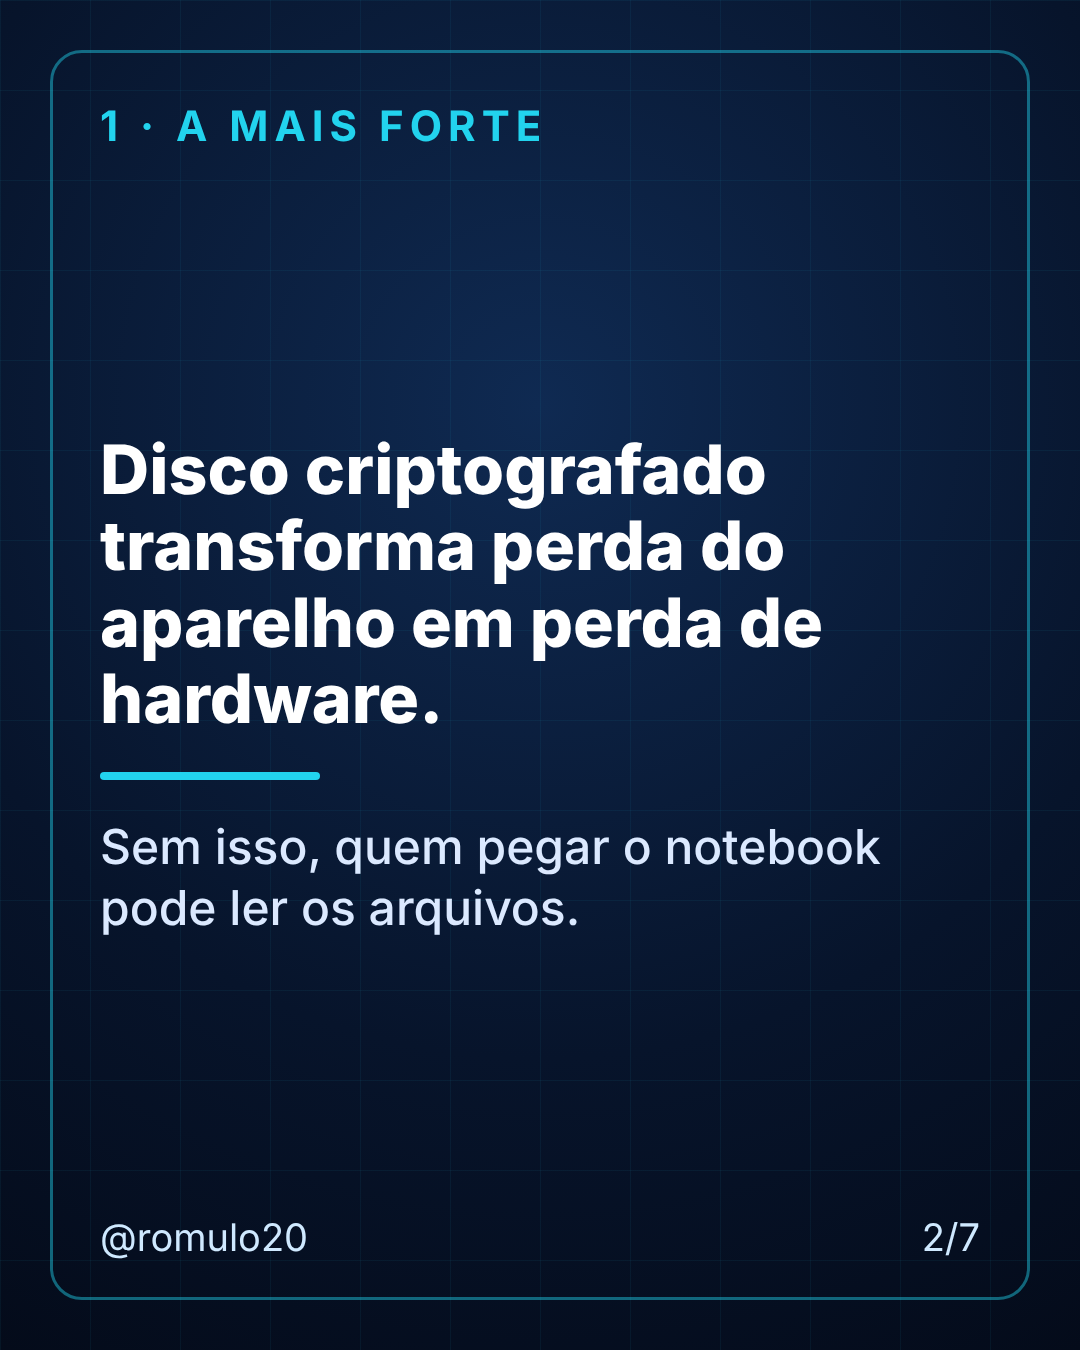 1 · A MAIS FORTE
Disco criptografado
transforma perda do
aparelho em perda de
hardware.
Sem isso, quem pegar o notebook
pode ler os arquivos.
@romulo20
2/7